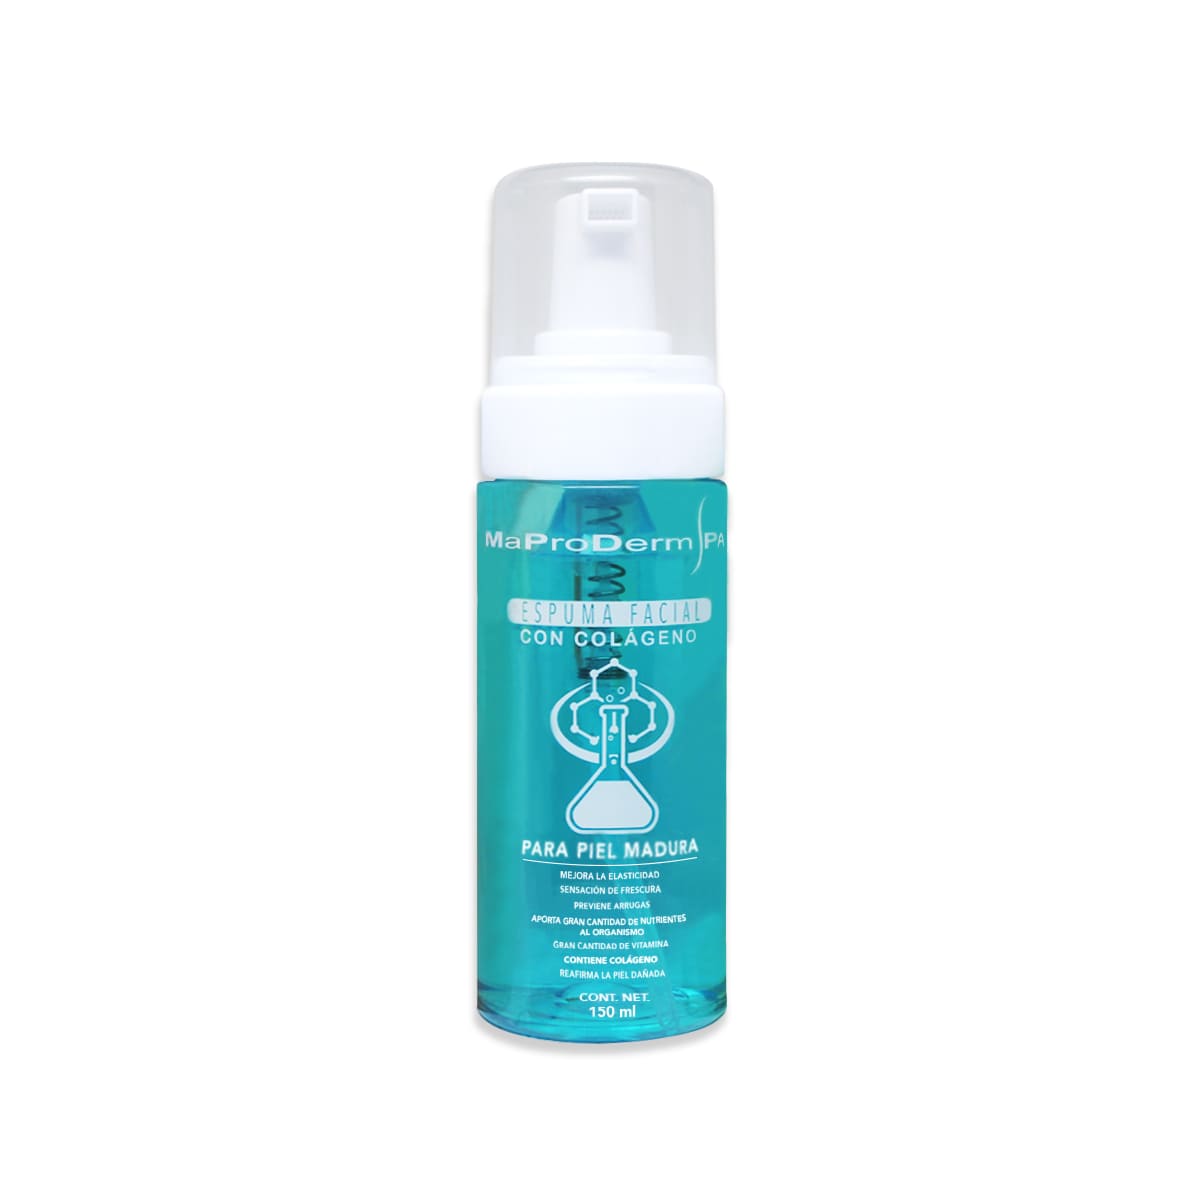 MaProDerm SPA
ESPUMA FACIAL
CON COLÁGENO
PARA PIEL MADURA
MEJORA LA ELASTICIDAD
SENSACIÓN DE FRESCURA
PREVIENE ARRUGAS
APORTA GRAN CANTIDAD DE NUTRIENTES
AL ORGANISMO
GRAN CANTIDAD DE VITAMINA
CONTIENE COLÁGENO
REAFIRMA LA PIEL DAÑADA
CONT. NET.
150 ml